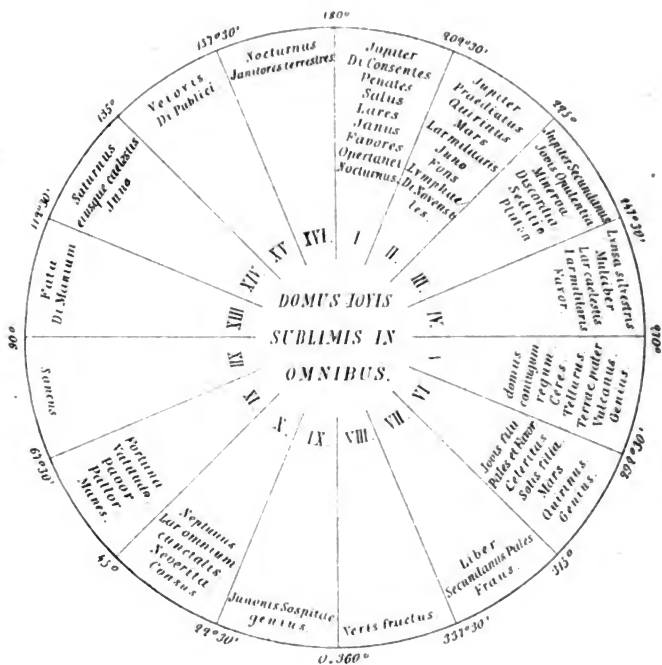 180°
202°30'
225°
247°30'
270°
292°30'
315°
337°30'
0.360°
22°30'
45°
67°30'
90°
112°30'
135°
157°30'
Jupiter
Di Consentes
Penates
Salus
Lares
Janus
Favores
Opertanei
Nocturnus.
Jupiter
Praediatus
Quirinus
Mars
Lar militaris
Juno
Fons
Lymphae
Di Novensi
les.
Jupiter Secundanus
Jovis Opulentia
Minerva
Discordia
Seditio
Pluton
Lynsa silvestris
Mulciber
Lar caelestis
Lar militaris
Favor.
domus
coniugum
regum.
Ceres.
Tellurus.
Terrae pater
Vulcanus.
Genius.
Jovis filii
Pales et Favor
Celeritas
Solis filia.
Mars
Quirinus
Genius.
Liber
Secundanus Pales
Fraus.
Veris fructus.
Junonis Sospitae
genius.
Neptunus
Lar omnium
cunctalis
Neverita
Consus
Fortuna
Valitudo
Pavor
Pallor
Manes.
Sancus
Fata
Di Manium
Saturnus
eiusque caelestis
Juno
Veiovis
Di Publici
Nocturnus
Janitores terrestres.
I
II.
III.
IV.
VI
VII
VIII.
IX
X.
XI
XII
XIII
XIV
XV
XVI.
DOMUS JOVIS
SUBLIMIS IN
OMNIBUS.